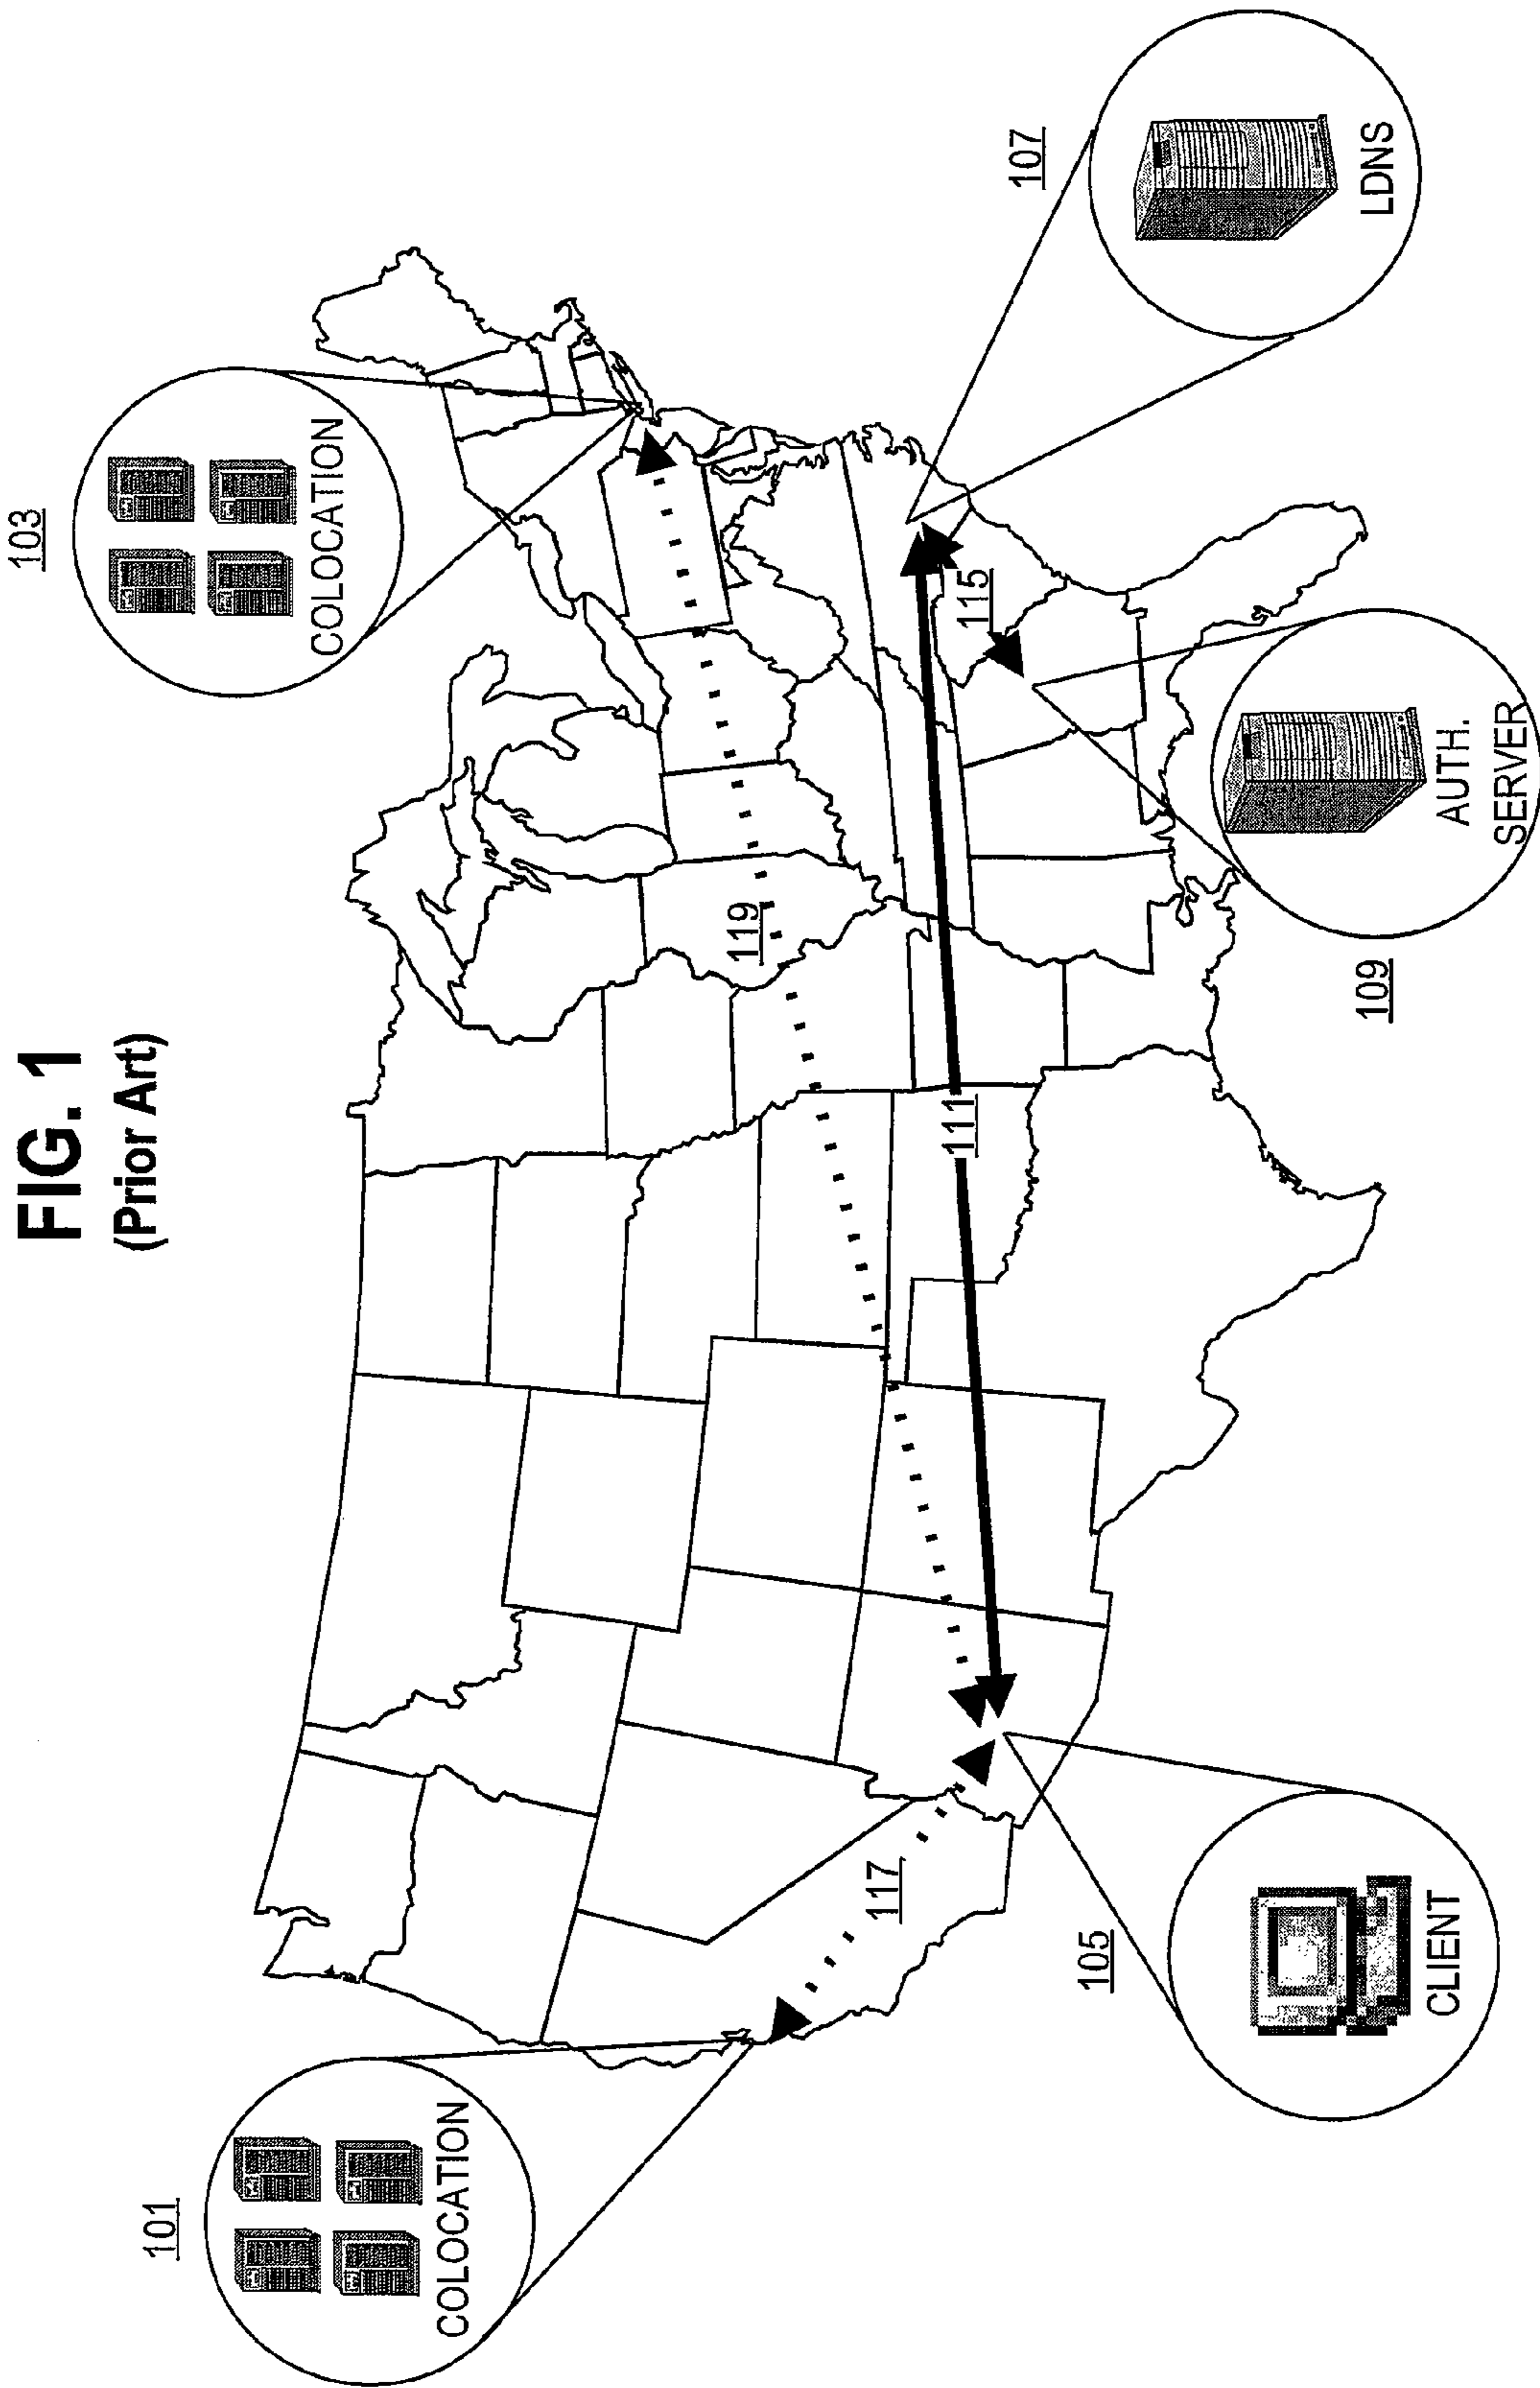 FIG. 1
(Prior Art)
101
COLOCATION
103
COLOCATION
119
117
111
115
107
LDNS
105
CLIENT
109
AUTH.
SERVER